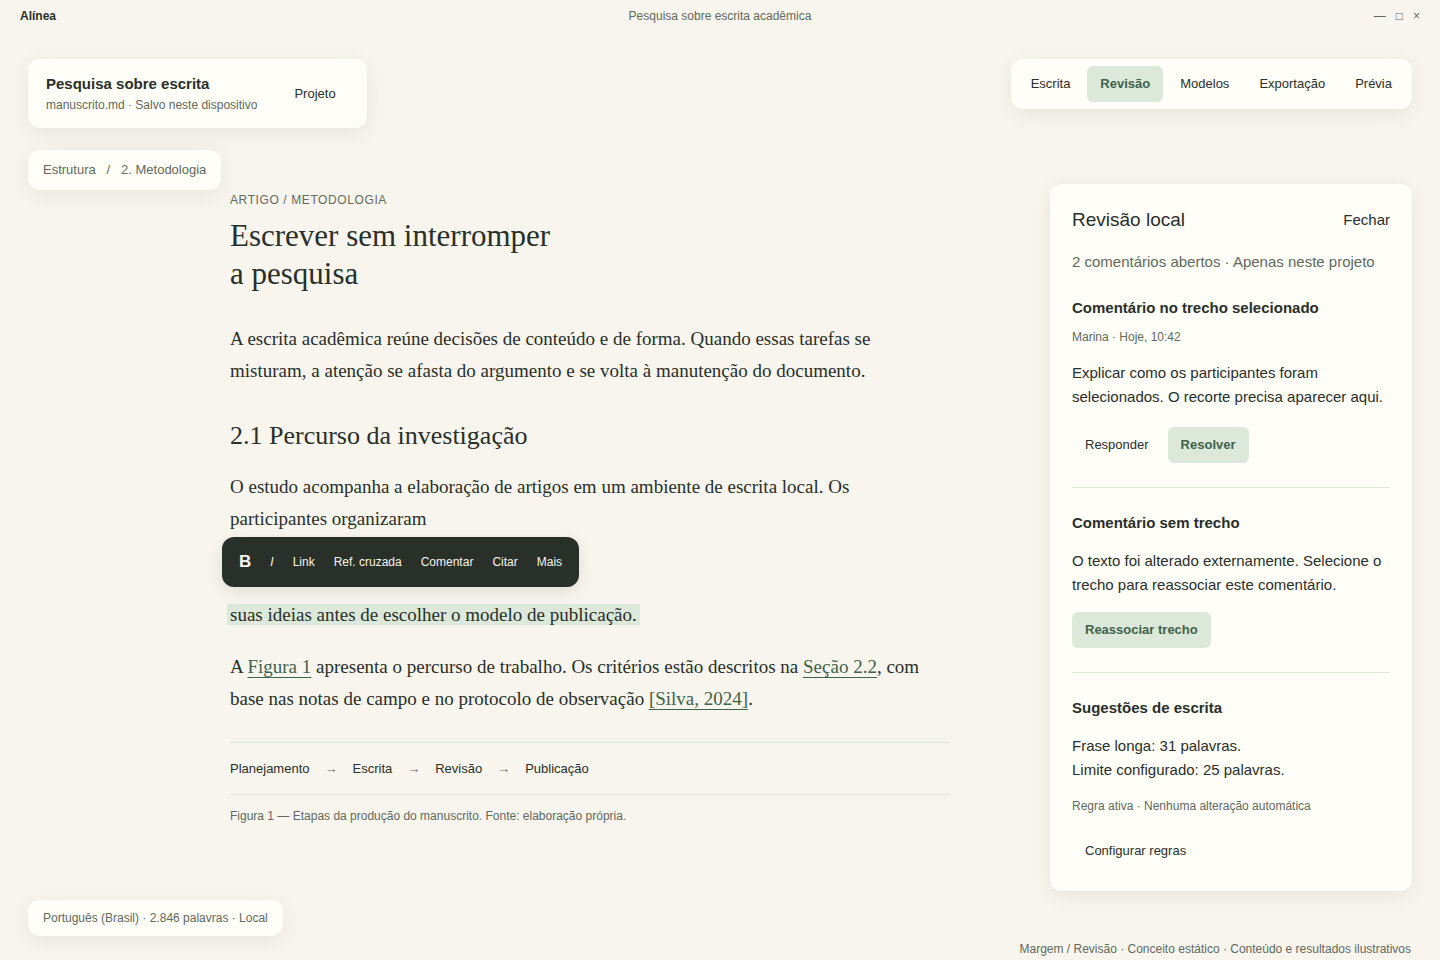 Alínea
Pesquisa sobre escrita acadêmica
— □ ×
Pesquisa sobre escrita
manuscrito.md · Salvo neste dispositivo
Projeto
Escrita Revisão Modelos Exportação Prévia
Estrutura / 2. Metodologia
ARTIGO / METODOLOGIA
Escrever sem interromper
a pesquisa
A escrita acadêmica reúne decisões de conteúdo e de forma. Quando essas tarefas se
misturam, a atenção se afasta do argumento e se volta à manutenção do documento.
2.1 Percurso da investigação
O estudo acompanha a elaboração de artigos em um ambiente de escrita local. Os
participantes organizaram
B I Link Ref. cruzada Comentar Citar Mais
suas ideias antes de escolher o modelo de publicação.
A Figura 1 apresenta o percurso de trabalho. Os critérios estão descritos na Seção 2.2, com
base nas notas de campo e no protocolo de observação [Silva, 2024].
Planejamento → Escrita → Revisão → Publicação
Figura 1 — Etapas da produção do manuscrito. Fonte: elaboração própria.
Revisão local
Fechar
2 comentários abertos · Apenas neste projeto
Comentário no trecho selecionado
Marina · Hoje, 10:42
Explicar como os participantes foram
selecionados. O recorte precisa aparecer aqui.
Responder Resolver
Comentário sem trecho
O texto foi alterado externamente. Selecione o
trecho para reassociar este comentário.
Reassociar trecho
Sugestões de escrita
Frase longa: 31 palavras.
Limite configurado: 25 palavras.
Regra ativa · Nenhuma alteração automática
Configurar regras
Português (Brasil) · 2.846 palavras · Local
Margem / Revisão · Conceito estático · Conteúdo e resultados ilustrativos